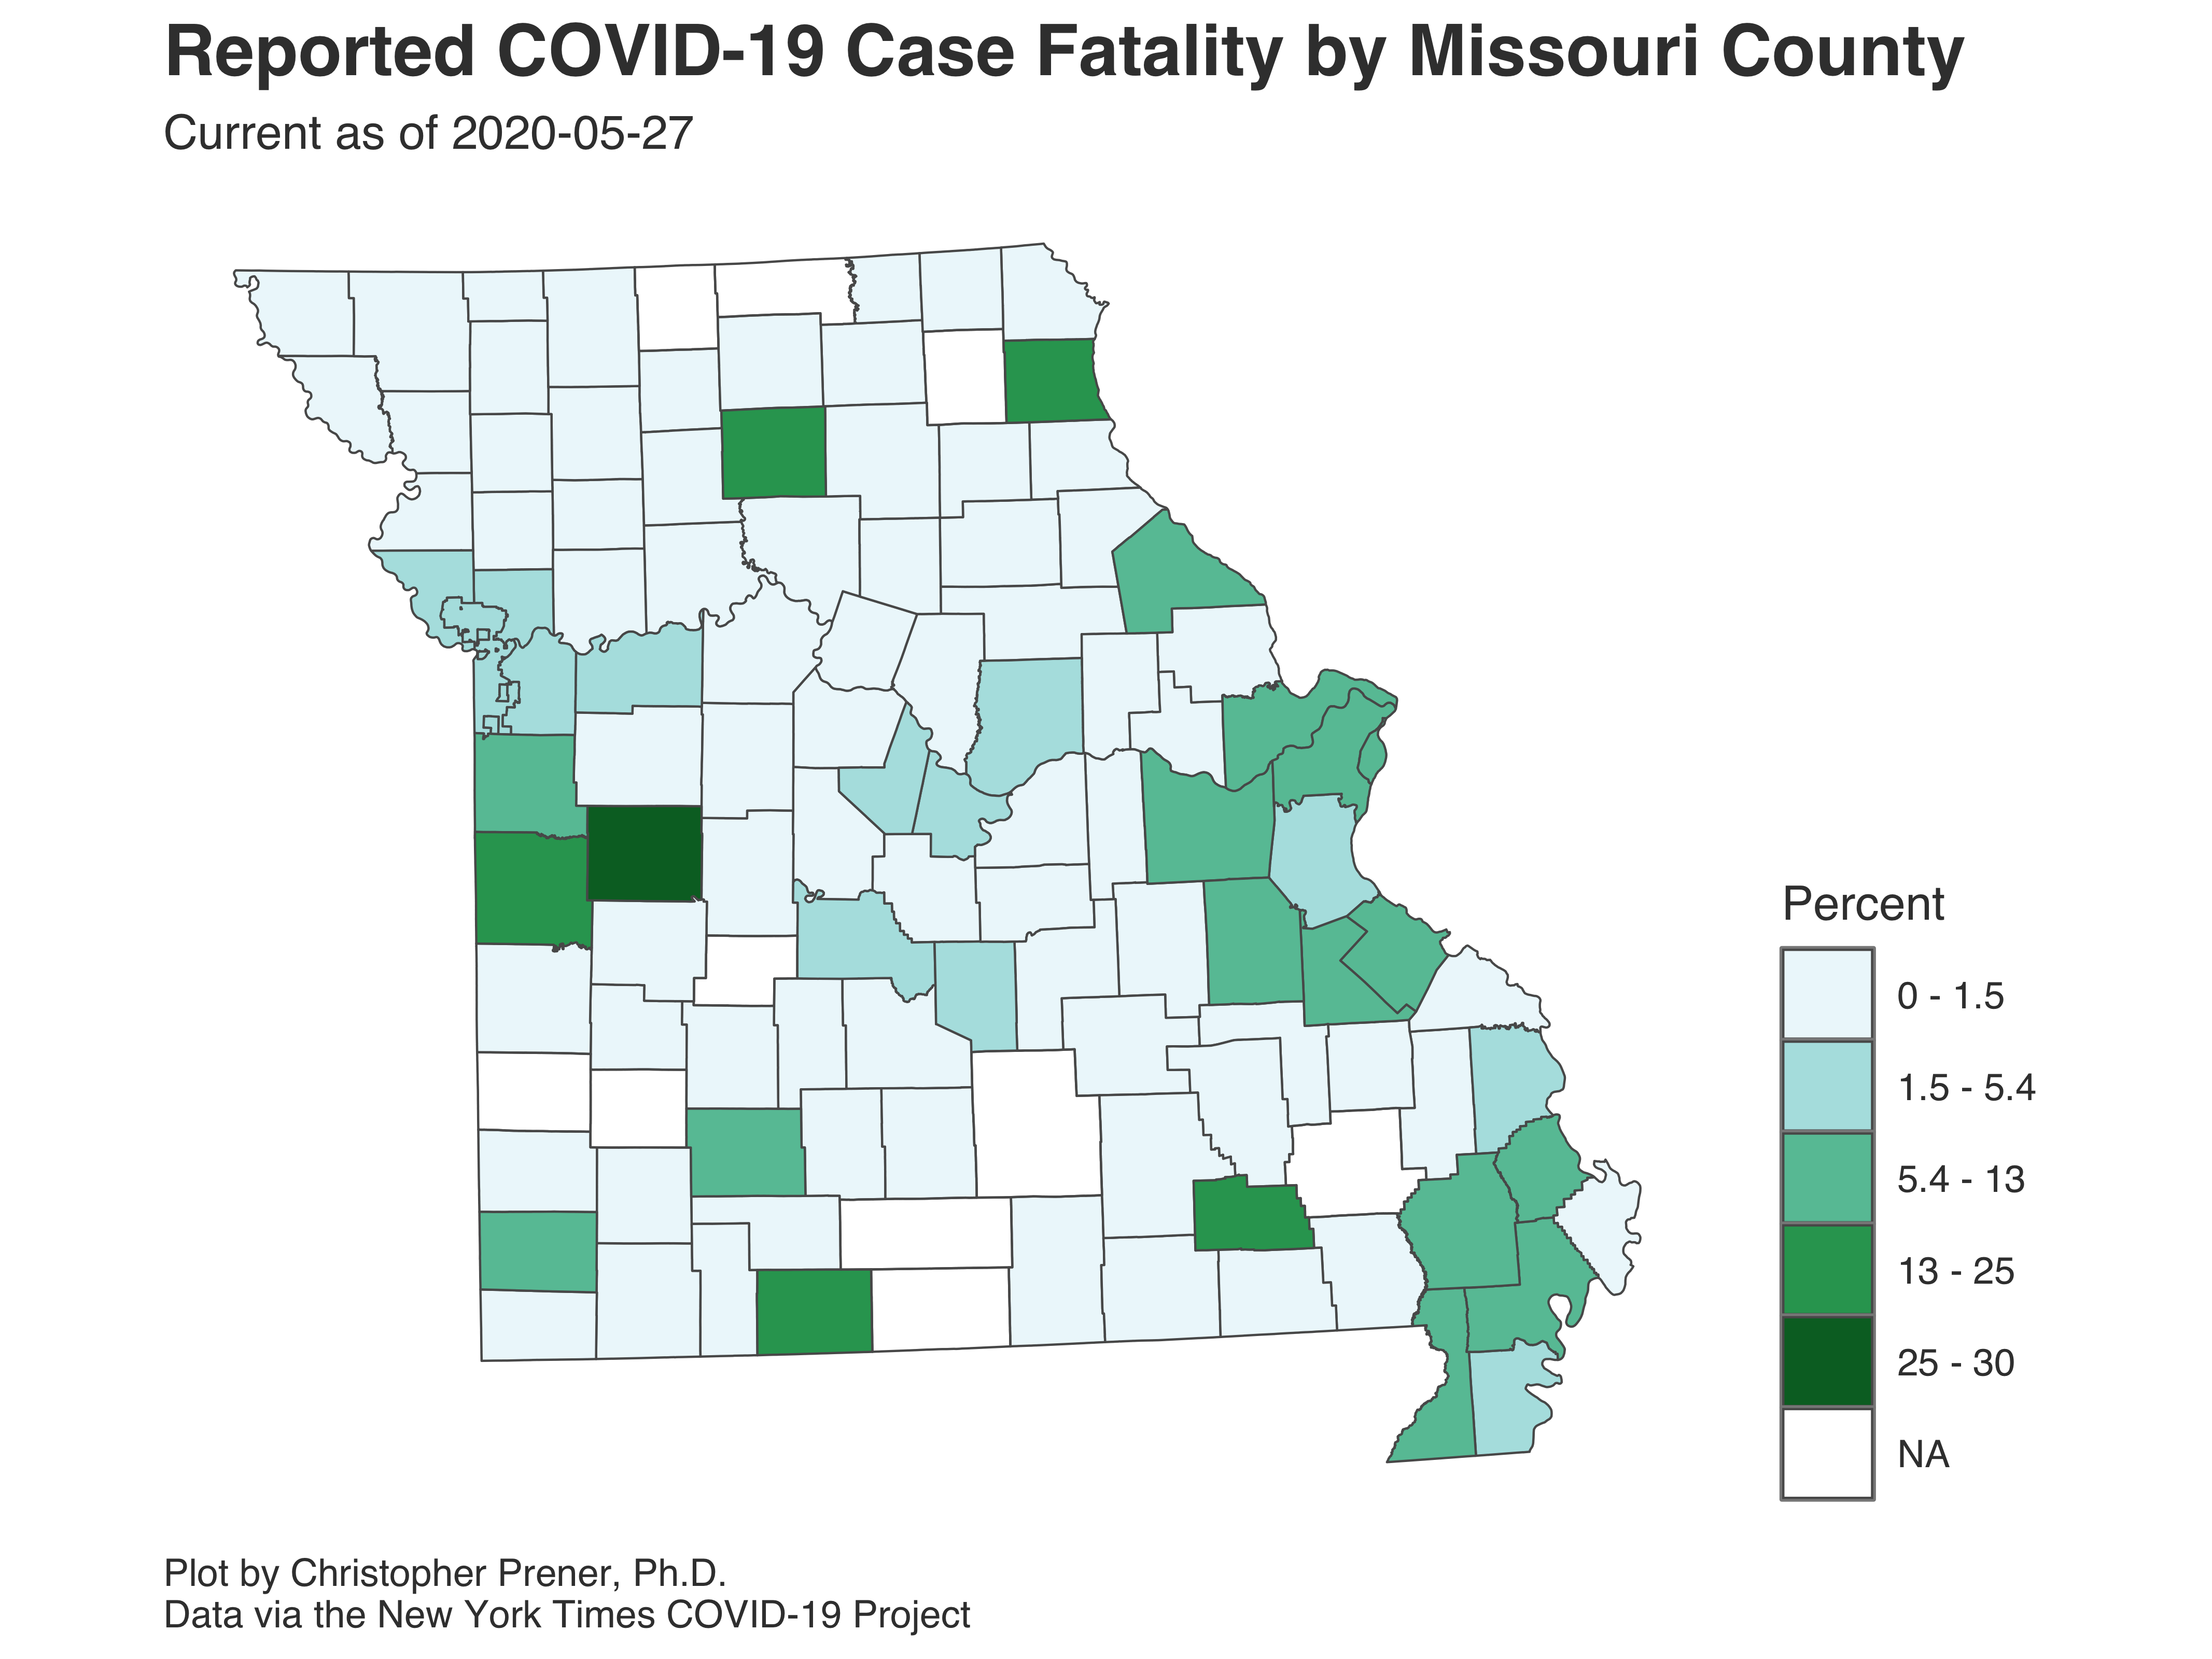 Reported COVID-19 Case Fatality by Missouri County
Current as of 2020-05-27
Percent
0 - 1.5
1.5 - 5.4
5.4 - 13
13 - 25
25 - 30
NA
Plot by Christopher Prener, Ph.D.
Data via the New York Times COVID-19 Project